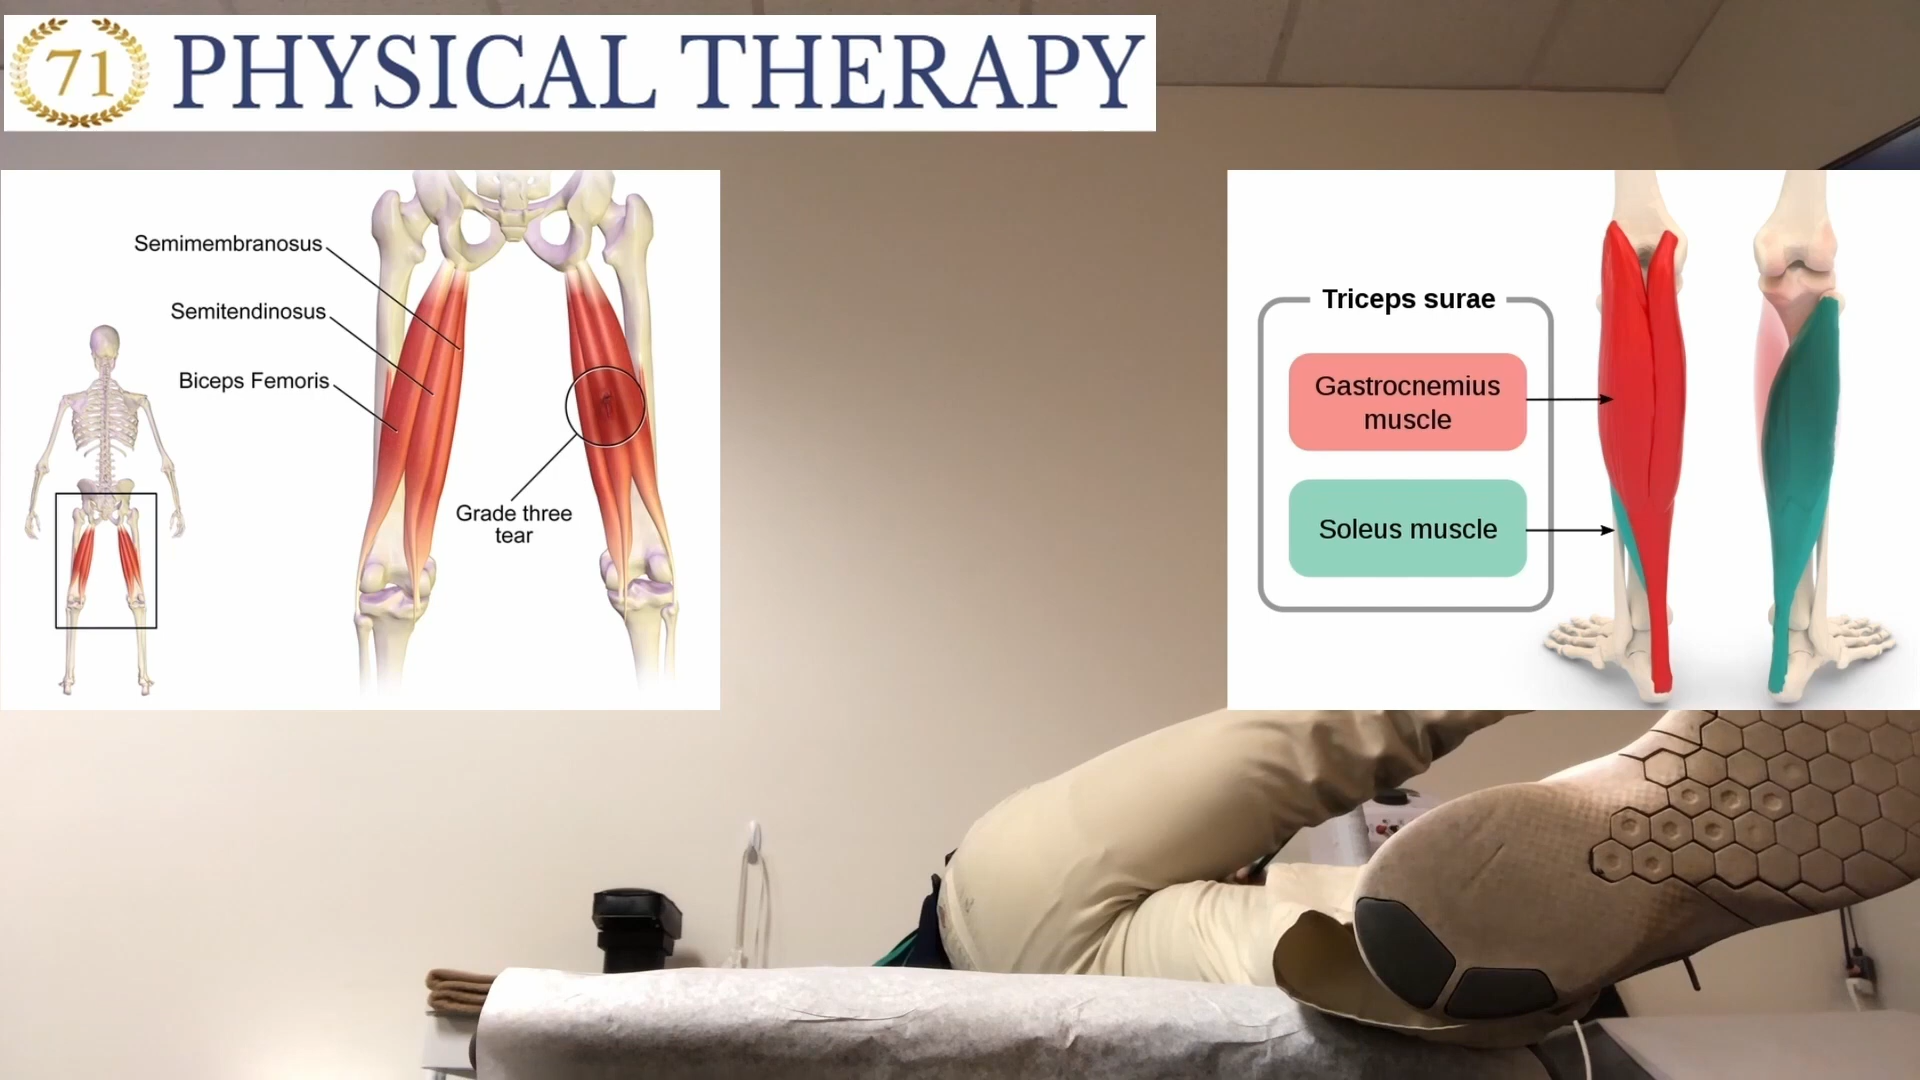 71 PHYSICAL THERAPY
Semimembranosus
Semitendinosus
Biceps Femoris
Grade three
tear
Triceps surae
Gastrocnemius
muscle
Soleus muscle